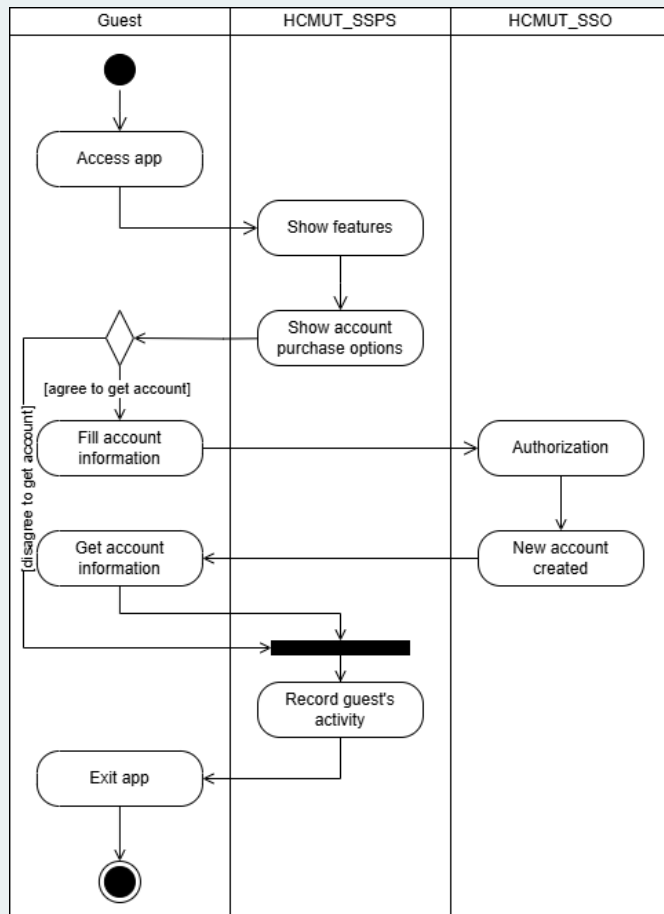 Guest
HCMUT_SSPS
HCMUT_SSO
Access app
Show features
Show account
purchase options
[agree to get account]
[disagree to get account]
Fill account
information
Authorization
Get account
information
New account
created
Record guest's
activity
Exit app